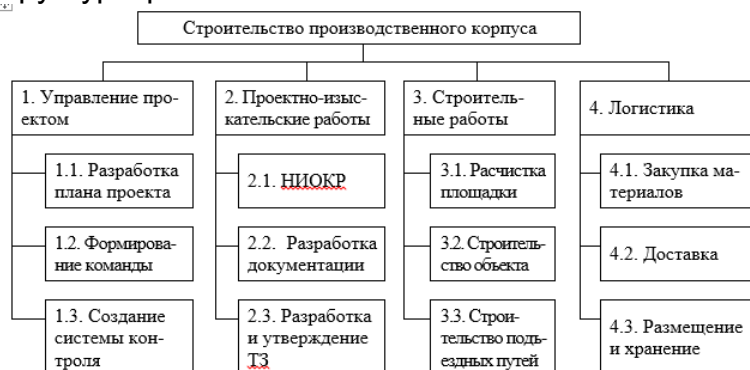 Строительство производственного корпуса
1. Управление про-
ектом
1.1. Разработка
плана проекта
1.2. Формирова-
ние команды
1.3. Создание
системы кон-
троля
2. Проектно-изыс-
кательские работы
2.1. НИОКР
2.2. Разработка
документации
2.3. Разработка
и утверждение
ТЗ
3. Строитель-
ные работы
3.1. Расчистка
площадки
3.2. Строитель-
ство объекта
3.3. Строи-
тельство подъ-
ездных путей
4. Логистика
4.1. Закупка ма-
териалов
4.2. Доставка
4.3. Размещение
и хранение